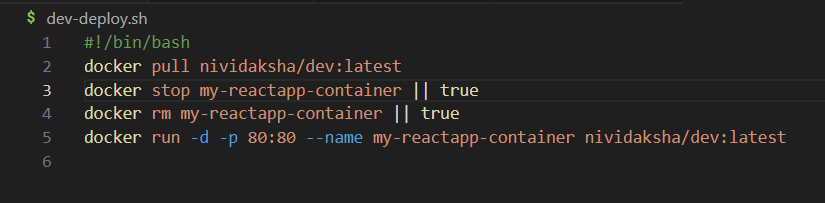 $ dev-deploy.sh
1 #!/bin/bash
2 docker pull nividaksha/dev:latest
3 docker stop my-reactapp-container || true
4 docker rm my-reactapp-container || true
5 docker run -d -p 80:80 --name my-reactapp-container nividaksha/dev:latest
6